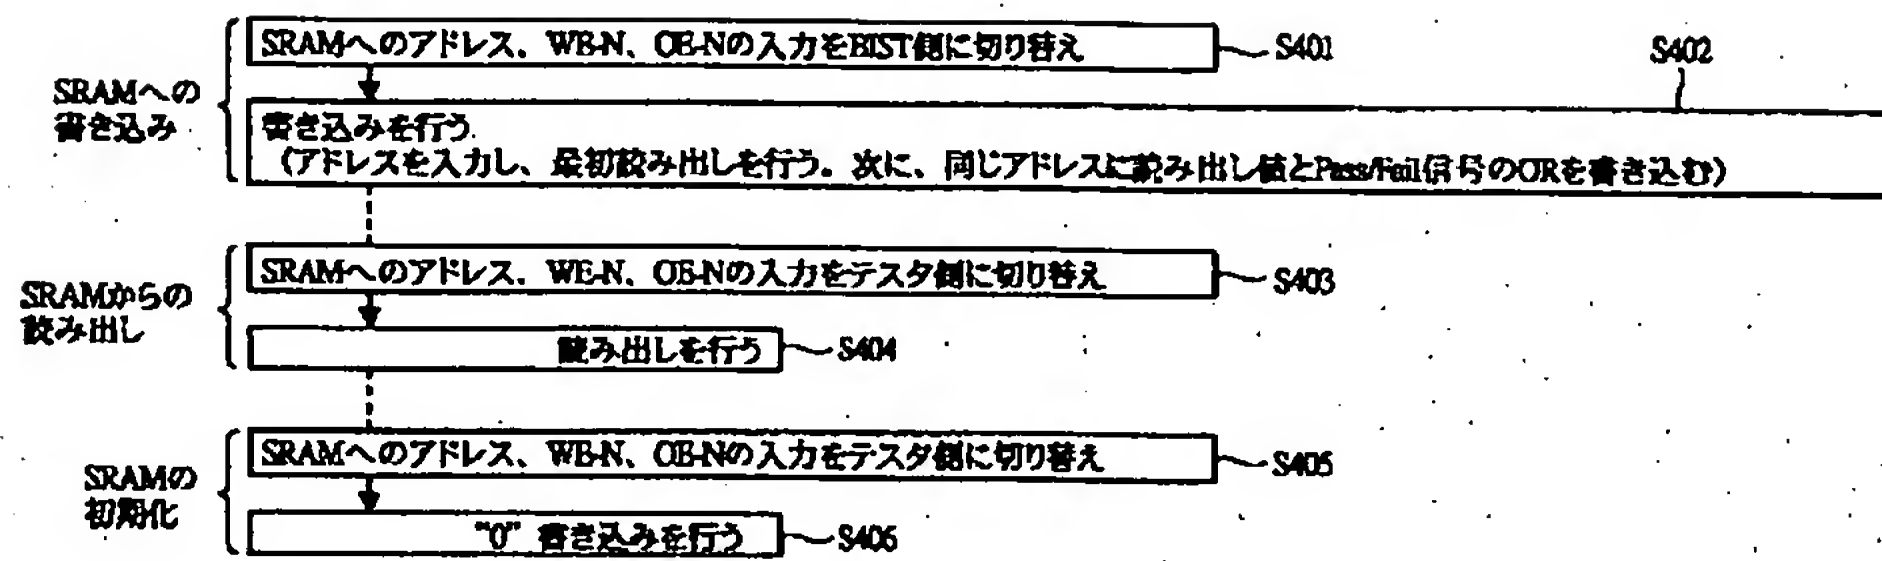 SRAMへのアドレス、WE-N、OE-Nの入力をBIST側に切り替え
S401
S402
SRAMへの
書き込み
書き込みを行う
(アドレスを入力し、最初読み出しを行う。次に、同じアドレスに読み出し値とPass/Fail信号のORを書き込む)
SRAMへのアドレス、WE-N、OE-Nの入力をテスタ側に切り替え
S403
SRAMからの
読み出し
読み出しを行う
S404
SRAMへのアドレス、WE-N、OE-Nの入力をテスタ側に切り替え
S405
SRAMの
初期化
"0" 書き込みを行う
S406